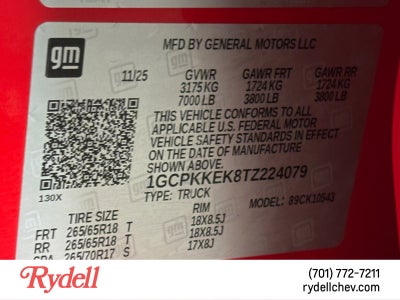 gm
MFD BY GENERAL MOTORS LLC
11/25 GVWR GAWR FRT GAWR RR
3175 KG 1724 KG 1724 KG
7000 LB 3800 LB 3800 LB
THIS VEHICLE CONFORMS TO ALL
APPLICABLE U.S. FEDERAL MOTOR
VEHICLE SAFETY STANDARDS IN EFFECT
ON THE DATE OF MANUFACTURE
SHOWN ABOVE.
130X
1GCPKKEK8TZ224079
TYPE: TRUCK MODEL: 89CK10543
TIRE SIZE RIM
FRT 265/65R18 T 18X8.5J
RR 265/65R18 T 18X8.5J
SPA 265/70R17 S 17X8J
Rydell
(701) 772-7211
rydellchev.com